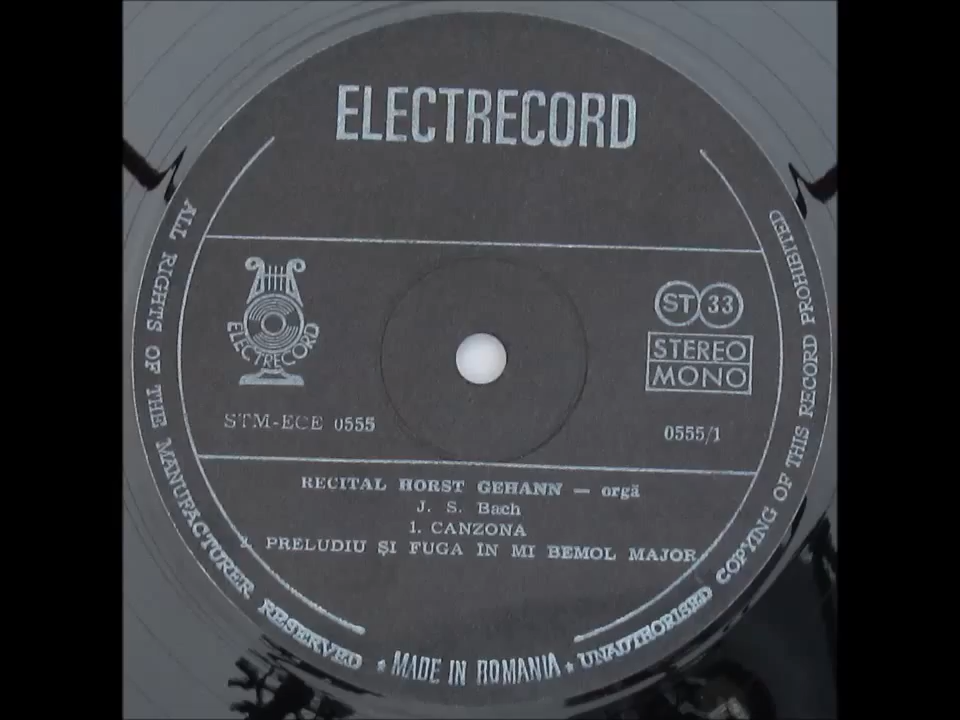 ELECTRECORD
ELECTRECORD
ST 33
STEREO
MONO
STM-ECE 0555
0555/1
RECITAL HORST GEHANN — orgă
J. S. Bach
1. CANZONA
PRELUDIU ȘI FUGA ÎN MI BEMOL MAJOR
ALL RIGHTS OF THE MANUFACTURER RESERVED * MADE IN ROMANIA * UNAUTHORISED COPYING OF THIS RECORD PROHIBITED